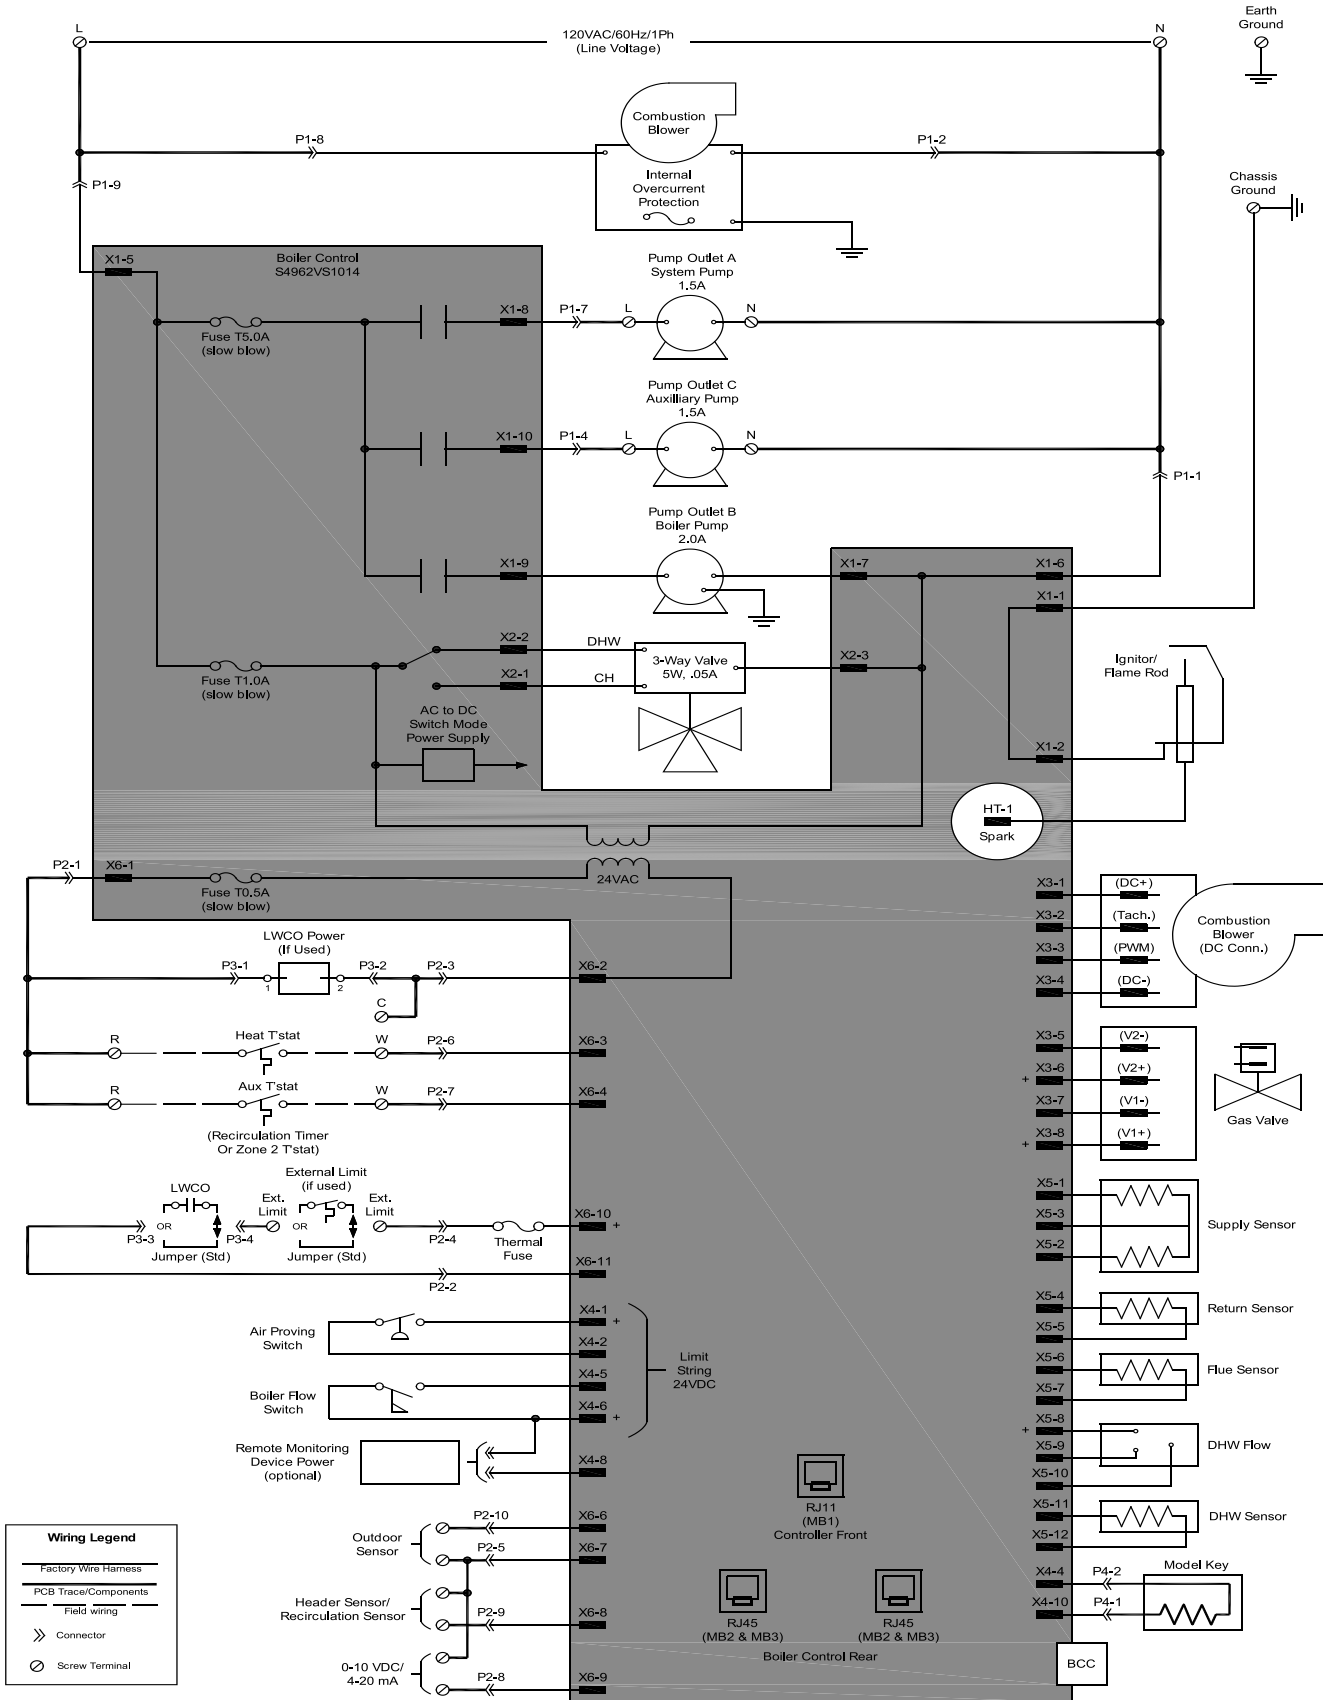 L
120VAC/60Hz/1Ph
(Line Voltage)
N
Earth
Ground
Combustion
Blower
P1-8
P1-2
P1-9
Internal
Overcurrent
Protection
Chassis
Ground
X1-5
Boiler Control
S4962VS1014
Pump Outlet A
System Pump
1.5A
Fuse T5.0A
(slow blow)
X1-8
P1-7
L
N
Pump Outlet C
Auxilliary Pump
1.5A
X1-10
P1-4
L
N
P1-1
Pump Outlet B
Boiler Pump
2.0A
X1-9
X1-7
X1-6
X1-1
X2-2
DHW
3-Way Valve
5W, .05A
X2-3
X2-1
CH
Fuse T1.0A
(slow blow)
Ignitor/
Flame Rod
AC to DC
Switch Mode
Power Supply
X1-2
HT-1
Spark
P2-1
X6-1
Fuse T0.5A
(slow blow)
24VAC
X3-1
(DC+)
X3-2
(Tach.)
X3-3
(PWM)
X3-4
(DC-)
Combustion
Blower
(DC Conn.)
LWCO Power
(If Used)
P3-1
1
2
P3-2
P2-3
X6-2
C
R
Heat T'stat
W
P2-6
X6-3
R
Aux T'stat
W
P2-7
X6-4
(Recirculation Timer
Or Zone 2 T'stat)
X3-5
(V2-)
X3-6
+
(V2+)
X3-7
(V1-)
X3-8
+
(V1+)
Gas Valve
LWCO
OR
Jumper (Std)
P3-3
P3-4
Ext.
Limit
External Limit
(if used)
OR
Jumper (Std)
Ext.
Limit
P2-4
Thermal
Fuse
X6-10
+
X6-11
P2-2
X5-1
X5-3
X5-2
Supply Sensor
Air Proving
Switch
X4-1
+
X4-2
Boiler Flow
Switch
X4-5
X4-6
+
Limit
String
24VDC
X5-4
X5-5
Return Sensor
X5-6
X5-7
Flue Sensor
X5-8
+
X5-9
X5-10
DHW Flow
Remote Monitoring
Device Power
(optional)
X4-8
RJ11
(MB1)
Controller Front
X5-11
X5-12
DHW Sensor
Outdoor
Sensor
P2-10
X6-6
P2-5
X6-7
Header Sensor/
Recirculation Sensor
P2-9
X6-8
0-10 VDC/
4-20 mA
P2-8
X6-9
RJ45
(MB2 & MB3)
RJ45
(MB2 & MB3)
Boiler Control Rear
X4-4
P4-2
X4-10
P4-1
Model Key
BCC
Wiring Legend
Factory Wire Harness
PCB Trace/Components
Field wiring
Connector
Screw Terminal